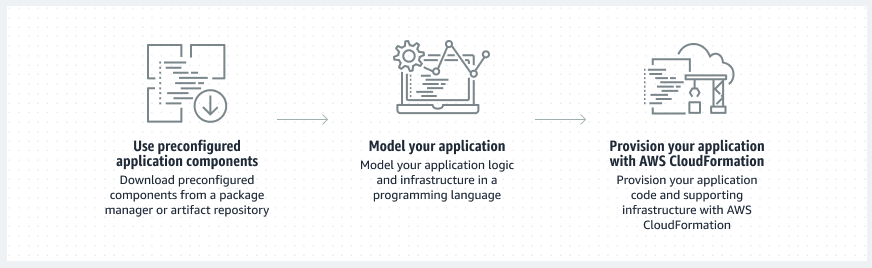 Use preconfigured
application components
Download preconfigured
components from a package
manager or artifact repository
Model your application
Model your application logic
and infrastructure in a
programming language
Provision your application
with AWS CloudFormation
Provision your application
code and supporting
infrastructure with AWS
CloudFormation